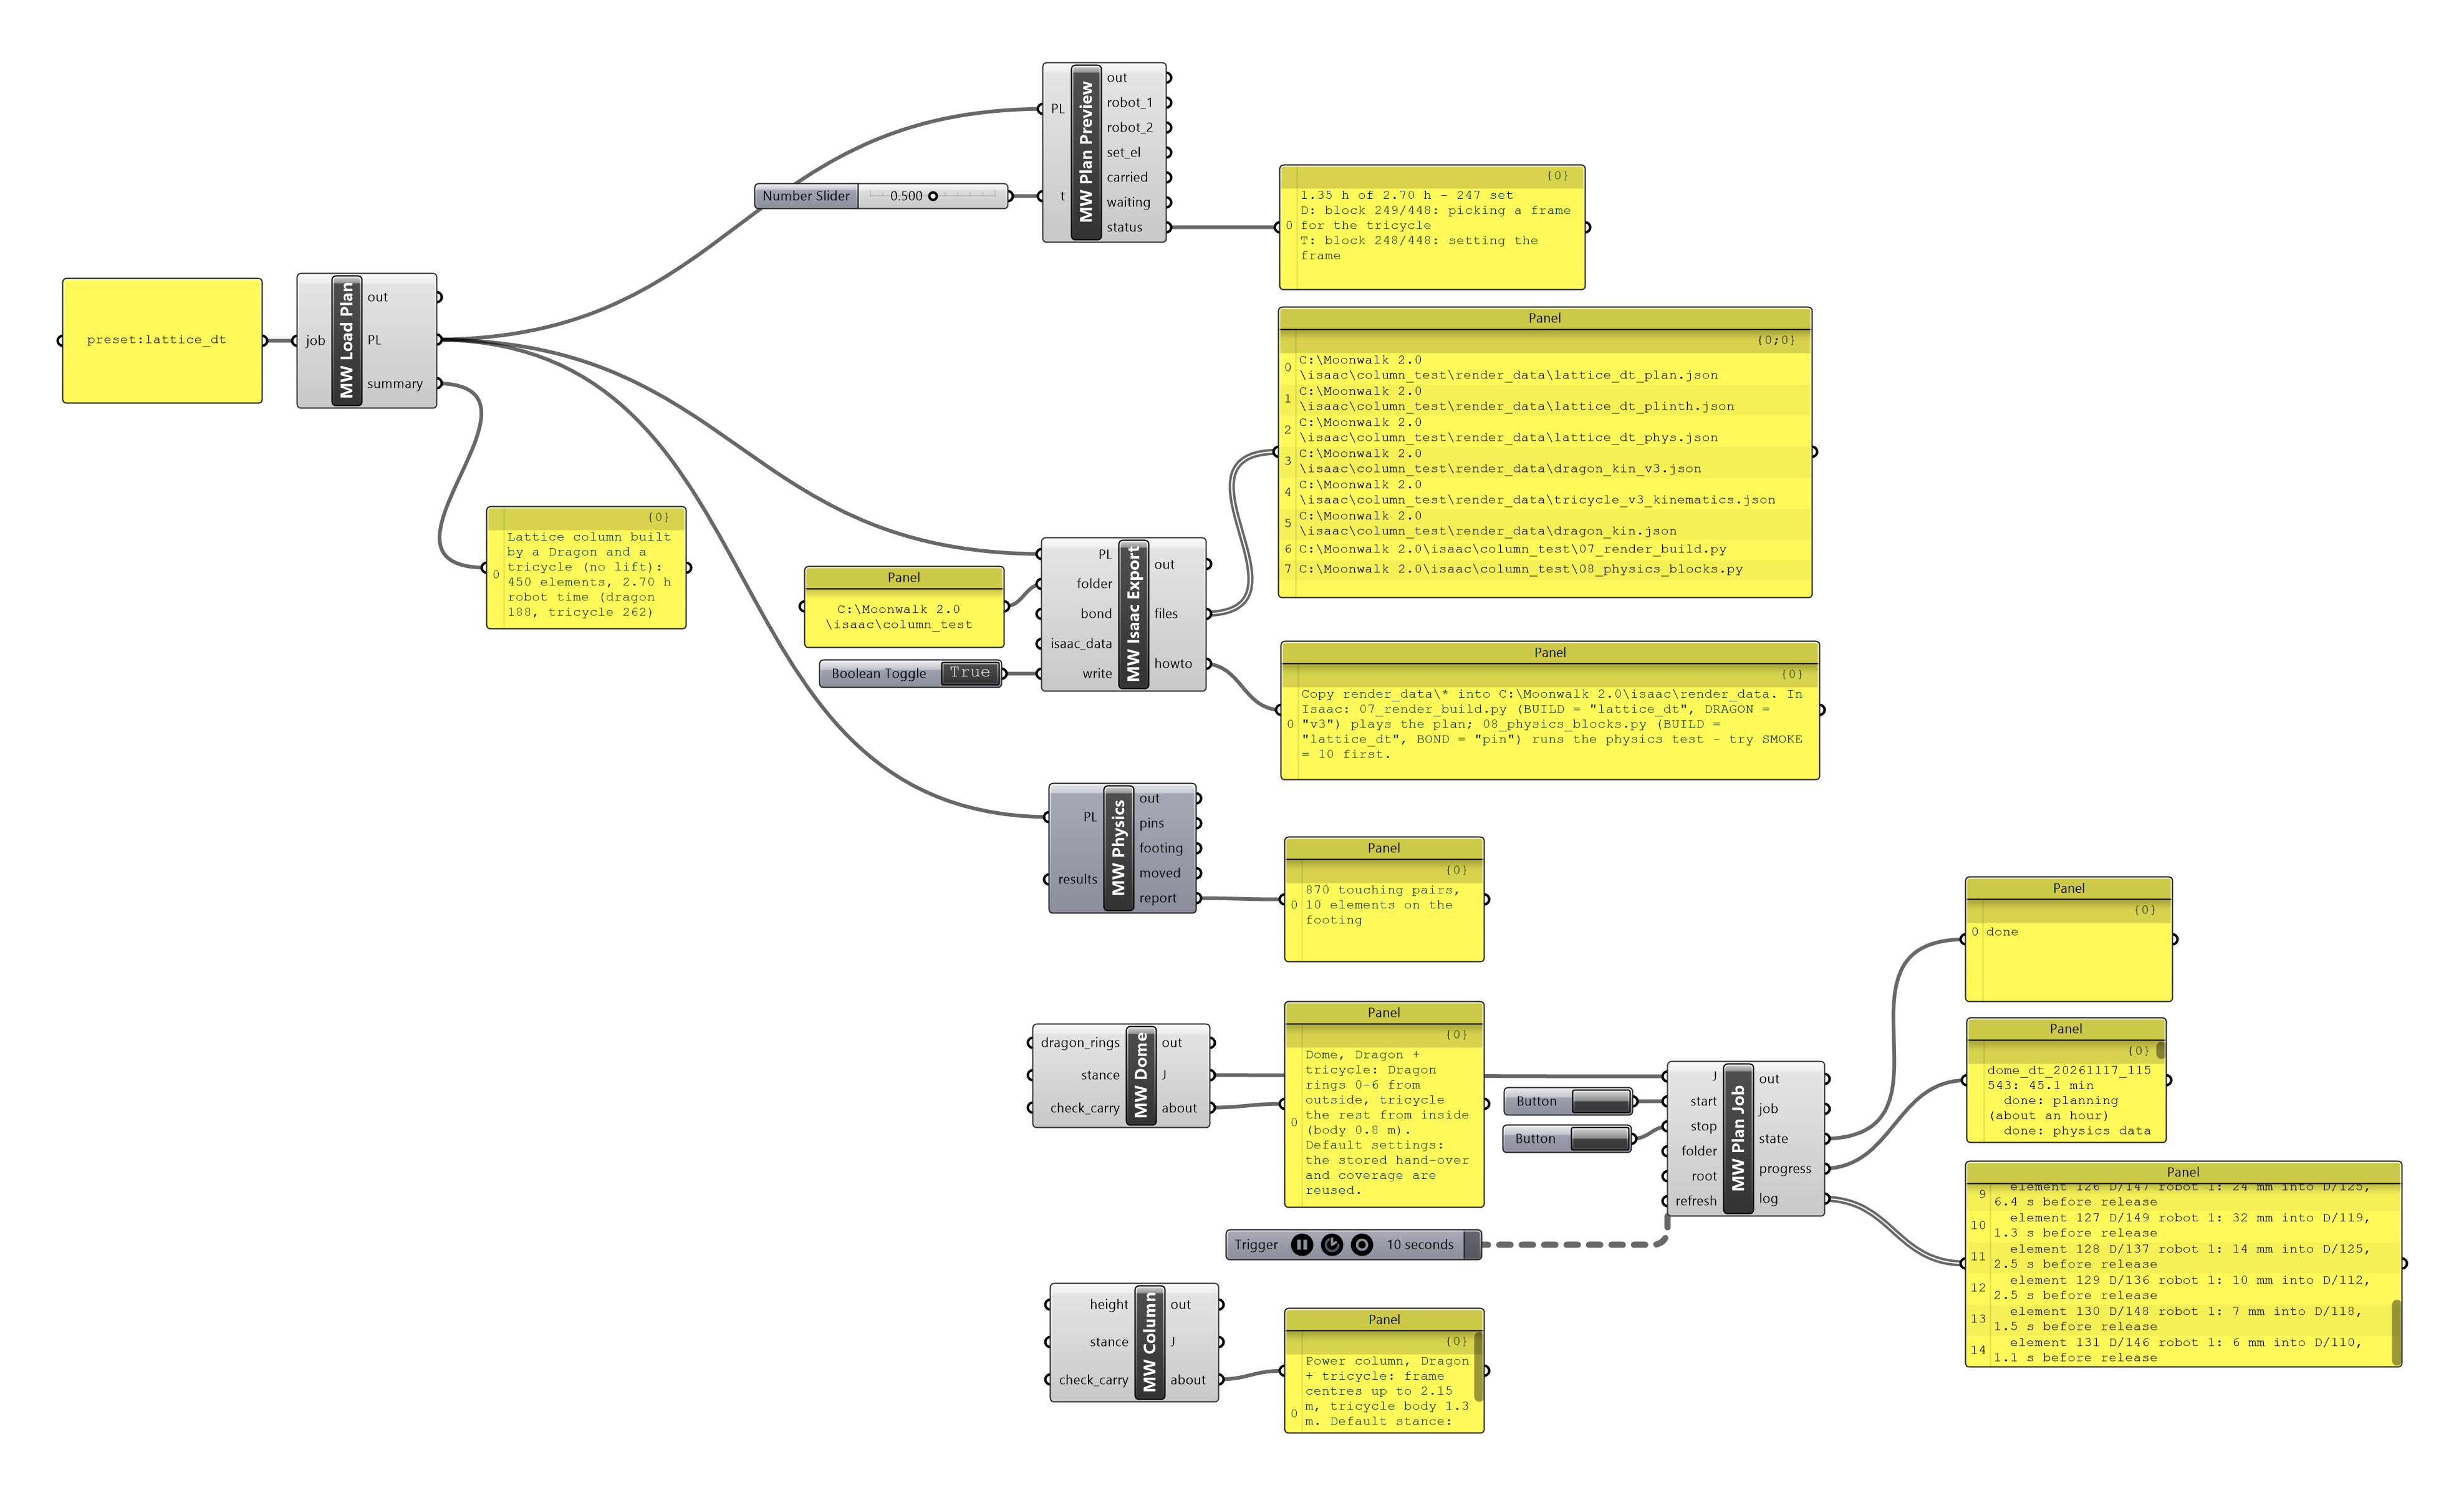 MW Plan Preview
PL
t
out
robot_1
robot_2
set_el
carried
waiting
status
Number Slider
0.500
{0}
0
1.35 h of 2.70 h - 247 set
D: block 249/448: picking a frame
for the tricycle
T: block 248/448: setting the
frame
preset:lattice_dt
MW Load Plan
job
out
PL
summary
{0}
0
Lattice column built
by a Dragon and a
tricycle (no lift):
450 elements, 2.70 h
robot time (dragon
188, tricycle 262)
Panel
{0;0}
0
C:\Moonwalk 2.0
\isaac\column_test\render_data\lattice_dt_plan.json
1
C:\Moonwalk 2.0
\isaac\column_test\render_data\lattice_dt_plinth.json
2
C:\Moonwalk 2.0
\isaac\column_test\render_data\lattice_dt_phys.json
3
C:\Moonwalk 2.0
\isaac\column_test\render_data\dragon_kin_v3.json
4
C:\Moonwalk 2.0
\isaac\column_test\render_data\tricycle_v3_kinematics.json
5
C:\Moonwalk 2.0
\isaac\column_test\render_data\dragon_kin.json
6 C:\Moonwalk 2.0\isaac\column_test\07_render_build.py
7 C:\Moonwalk 2.0\isaac\column_test\08_physics_blocks.py
MW Isaac Export
PL
folder
bond
isaac_data
write
out
files
howto
Panel
C:\Moonwalk 2.0
\isaac\column_test
Boolean Toggle
True
Panel
{0}
0
Copy render_data\* into C:\Moonwalk 2.0\isaac\render_data. In
Isaac: 07_render_build.py (BUILD = "lattice_dt", DRAGON =
"v3") plays the plan; 08_physics_blocks.py (BUILD =
"lattice_dt", BOND = "pin") runs the physics test - try SMOKE
= 10 first.
MW Physics
PL
results
out
pins
footing
moved
report
Panel
{0}
0
870 touching pairs,
10 elements on the
footing
MW Dome
dragon_rings
stance
check_carry
out
J
about
Panel
{0}
0
Dome, Dragon +
tricycle: Dragon
rings 0-6 from
outside, tricycle
the rest from inside
(body 0.8 m).
Default settings:
the stored hand-over
and coverage are
reused.
Button
Button
Trigger
10 seconds
MW Plan Job
J
start
stop
folder
root
refresh
out
job
state
progress
log
Panel
{0}
0 done
Panel
{0}
dome_dt_20261117_115
543: 45.1 min
done: planning
(about an hour)
done: physics data
Panel
9
element 126 D/147 robot 1: 24 mm into D/125,
6.4 s before release
10
element 127 D/149 robot 1: 32 mm into D/119,
1.3 s before release
11
element 128 D/137 robot 1: 14 mm into D/125,
2.5 s before release
12
element 129 D/136 robot 1: 10 mm into D/112,
2.5 s before release
13
element 130 D/148 robot 1: 7 mm into D/118,
1.5 s before release
14
element 131 D/146 robot 1: 6 mm into D/110,
1.1 s before release
MW Column
height
stance
check_carry
out
J
about
Panel
{0}
0
Power column, Dragon
+ tricycle: frame
centres up to 2.15
m, tricycle body 1.3
m. Default stance: